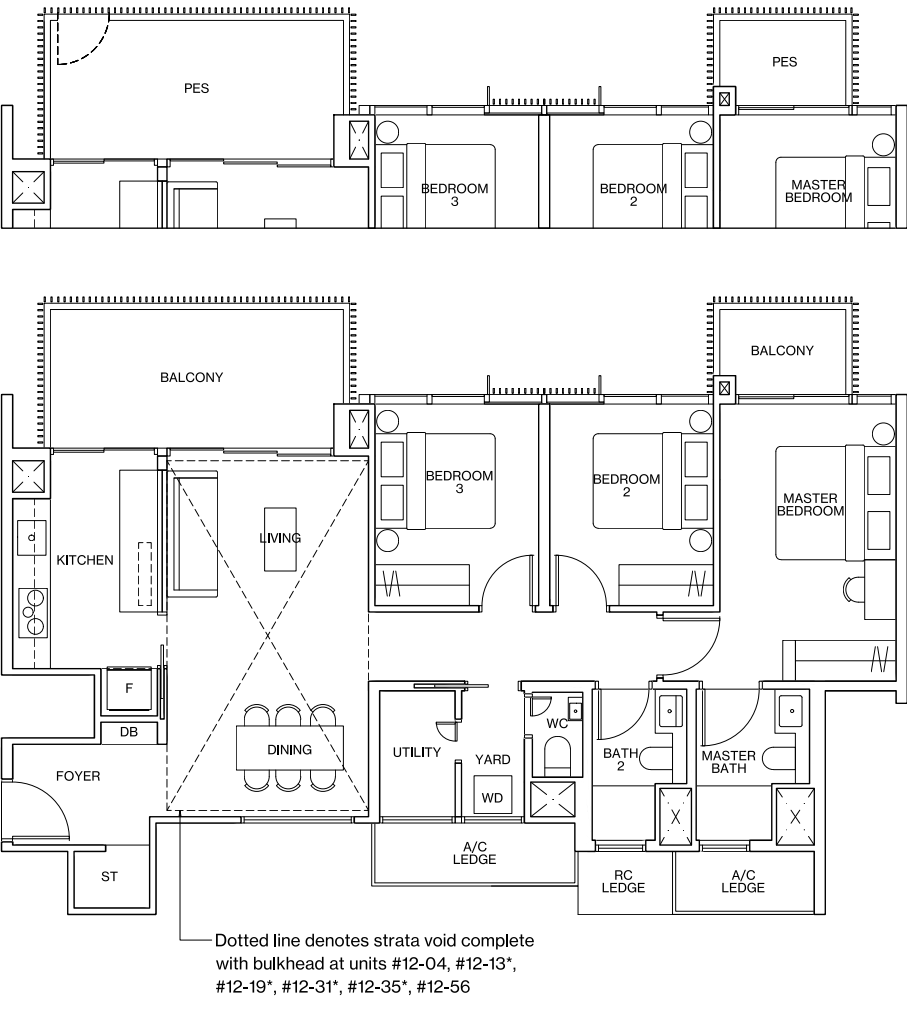 PES
PES
BEDROOM
3
BEDROOM
2
MASTER
BEDROOM
BALCONY
BALCONY
BEDROOM
3
BEDROOM
2
MASTER
BEDROOM
LIVING
KITCHEN
F
DB
DINING
FOYER
UTILITY
YARD
WC
WD
BATH
2
MASTER
BATH
ST
A/C
LEDGE
RC
LEDGE
A/C
LEDGE
Dotted line denotes strata void complete
with bulkhead at units #12-04, #12-13*,
#12-19*, #12-31*, #12-35*, #12-56